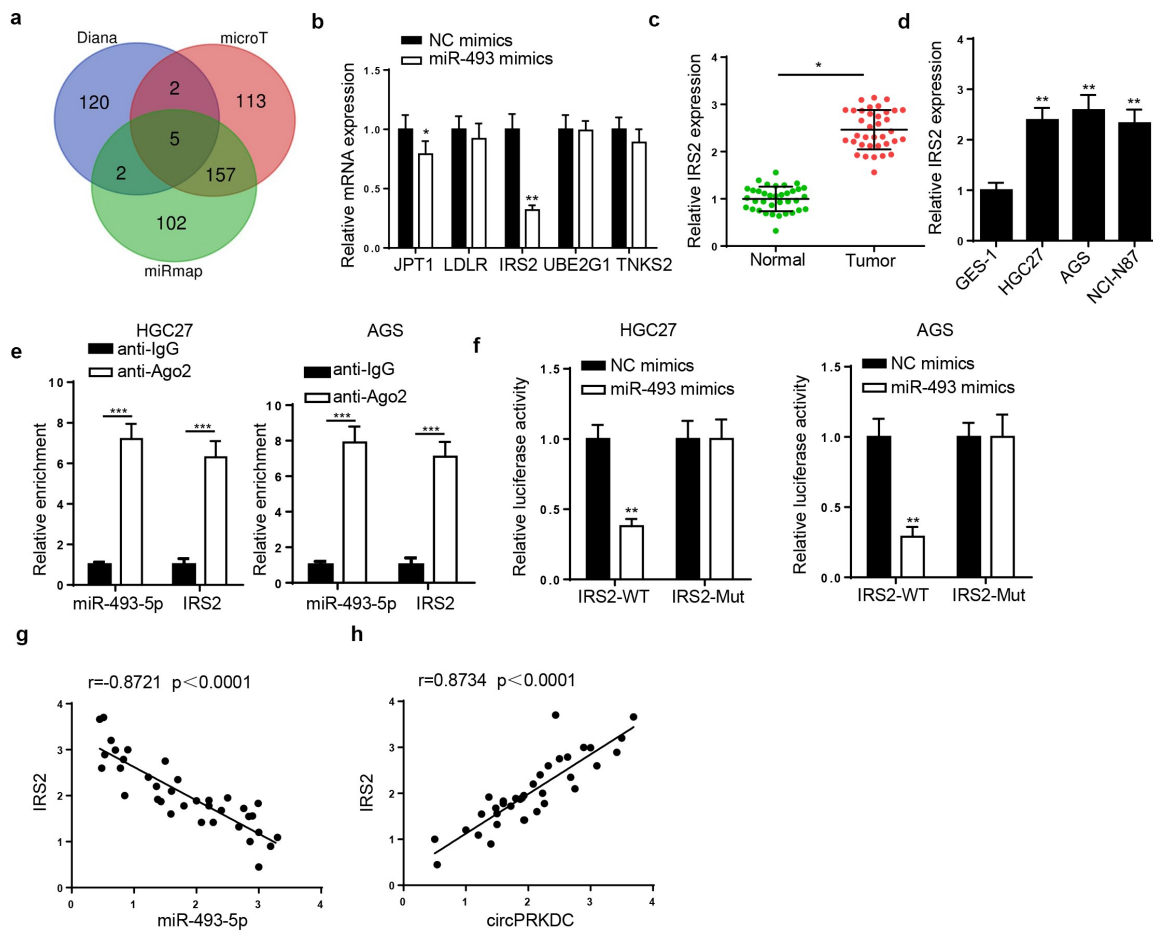 a
Diana
microT
120
2
113
5
2
157
102
miRmap
b
NC mimics
miR-493 mimics
Relative mRNA expression
1.5
1.0
0.5
0.0
*
**
JPT1 LDLR IRS2 UBE2G1 TNKS2
c
Relative IRS2 expression
4
3
2
1
0
*
Normal Tumor
d
Relative IRS2 expression
4
3
2
1
0
** ** **
GES-1 HGC27 AGS NCI-N87
e
HGC27
anti-IgG
anti-Ago2
Relative enrichment
10
8
6
4
2
0
*** ***
miR-493-5p IRS2
AGS
anti-IgG
anti-Ago2
Relative enrichment
10
8
6
4
2
0
*** ***
miR-493-5p IRS2
f
HGC27
NC mimics
miR-493 mimics
Relative luciferase activity
1.5
1.0
0.5
0.0
**
IRS2-WT IRS2-Mut
AGS
NC mimics
miR-493 mimics
Relative luciferase activity
1.5
1.0
0.5
0.0
**
IRS2-WT IRS2-Mut
g
r=-0.8721 p<0.0001
IRS2
4
3
2
1
0
0 1 2 3 4
miR-493-5p
h
r=0.8734 p<0.0001
IRS2
4
3
2
1
0
0 1 2 3 4
circPRKDC